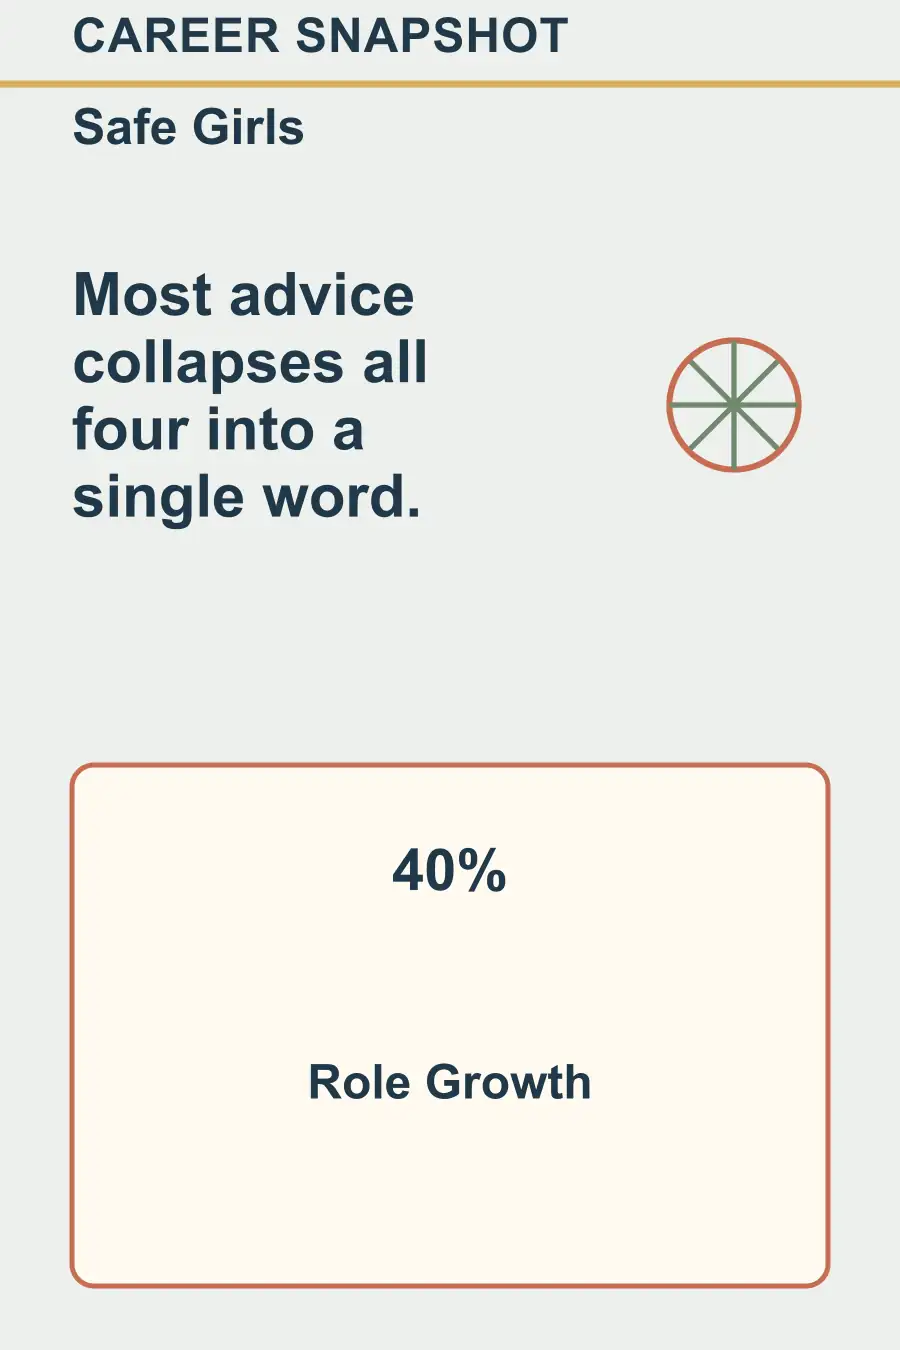 CAREER SNAPSHOT
Safe Girls
Most advice
collapses all
four into a
single word.
40%
Role Growth